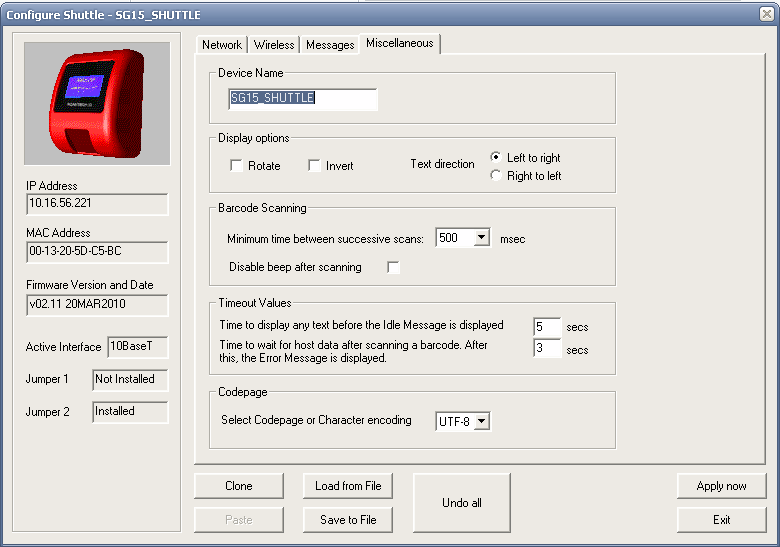 Configure Shuttle - SG15_SHUTTLE
Network
Wireless
Messages
Miscellaneous
Device Name
SG15_SHUTTLE
Display options
Rotate
Invert
Text direction
Left to right
Right to left
IP Address
10.16.56.221
MAC Address
00-13-20-5D-C5-BC
Firmware Version and Date
v02.11 20MAR2010
Active Interface 10BaseT
Jumper 1 Not Installed
Jumper 2 Installed
Barcode Scanning
Minimum time between successive scans: 500 msec
Disable beep after scanning
Timeout Values
Time to display any text before the Idle Message is displayed 5 secs
Time to wait for host data after scanning a barcode. After
this, the Error Message is displayed.
3 secs
Codepage
Select Codepage or Character encoding UTF-8
Clone
Load from File
Undo all
Apply now
Paste
Save to File
Exit